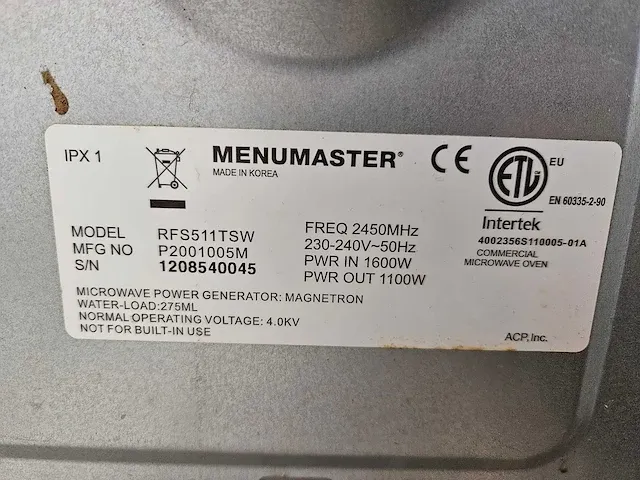 IPX 1
MENUMASTER®
MADE IN KOREA
CE
ETL
EU
EN 60335-2-90
Intertek
4002356S110005-01A
COMMERCIAL
MICROWAVE OVEN
MODEL RFS511TSW
MFG NO P2001005M
S/N 1208540045
FREQ 2450MHz
230-240V~50Hz
PWR IN 1600W
PWR OUT 1100W
MICROWAVE POWER GENERATOR: MAGNETRON
WATER-LOAD:275ML
NORMAL OPERATING VOLTAGE: 4.0KV
NOT FOR BUILT-IN USE
ACP, Inc.